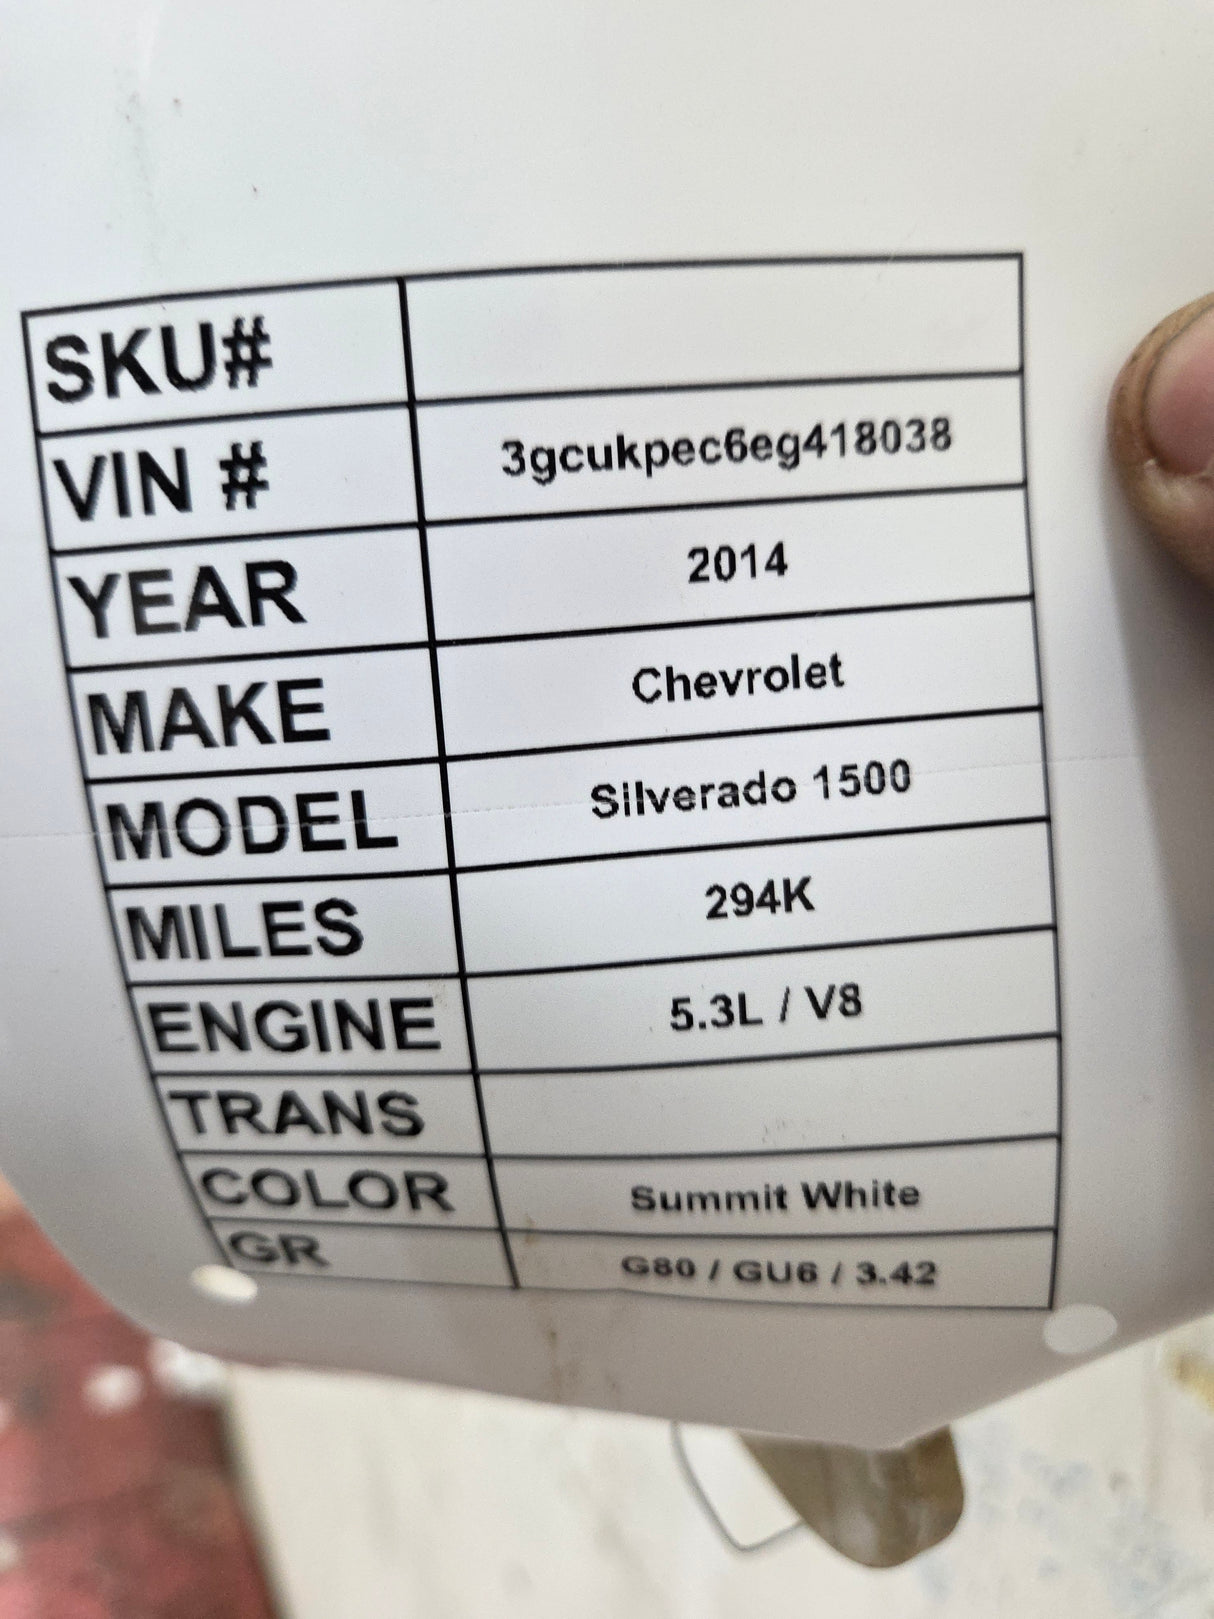 SKU#
VIN # 3gcukpec6eg418038
YEAR 2014
MAKE Chevrolet
MODEL Silverado 1500
MILES 294K
ENGINE 5.3L / V8
TRANS
COLOR Summit White
GR G80 / GU6 / 3.42